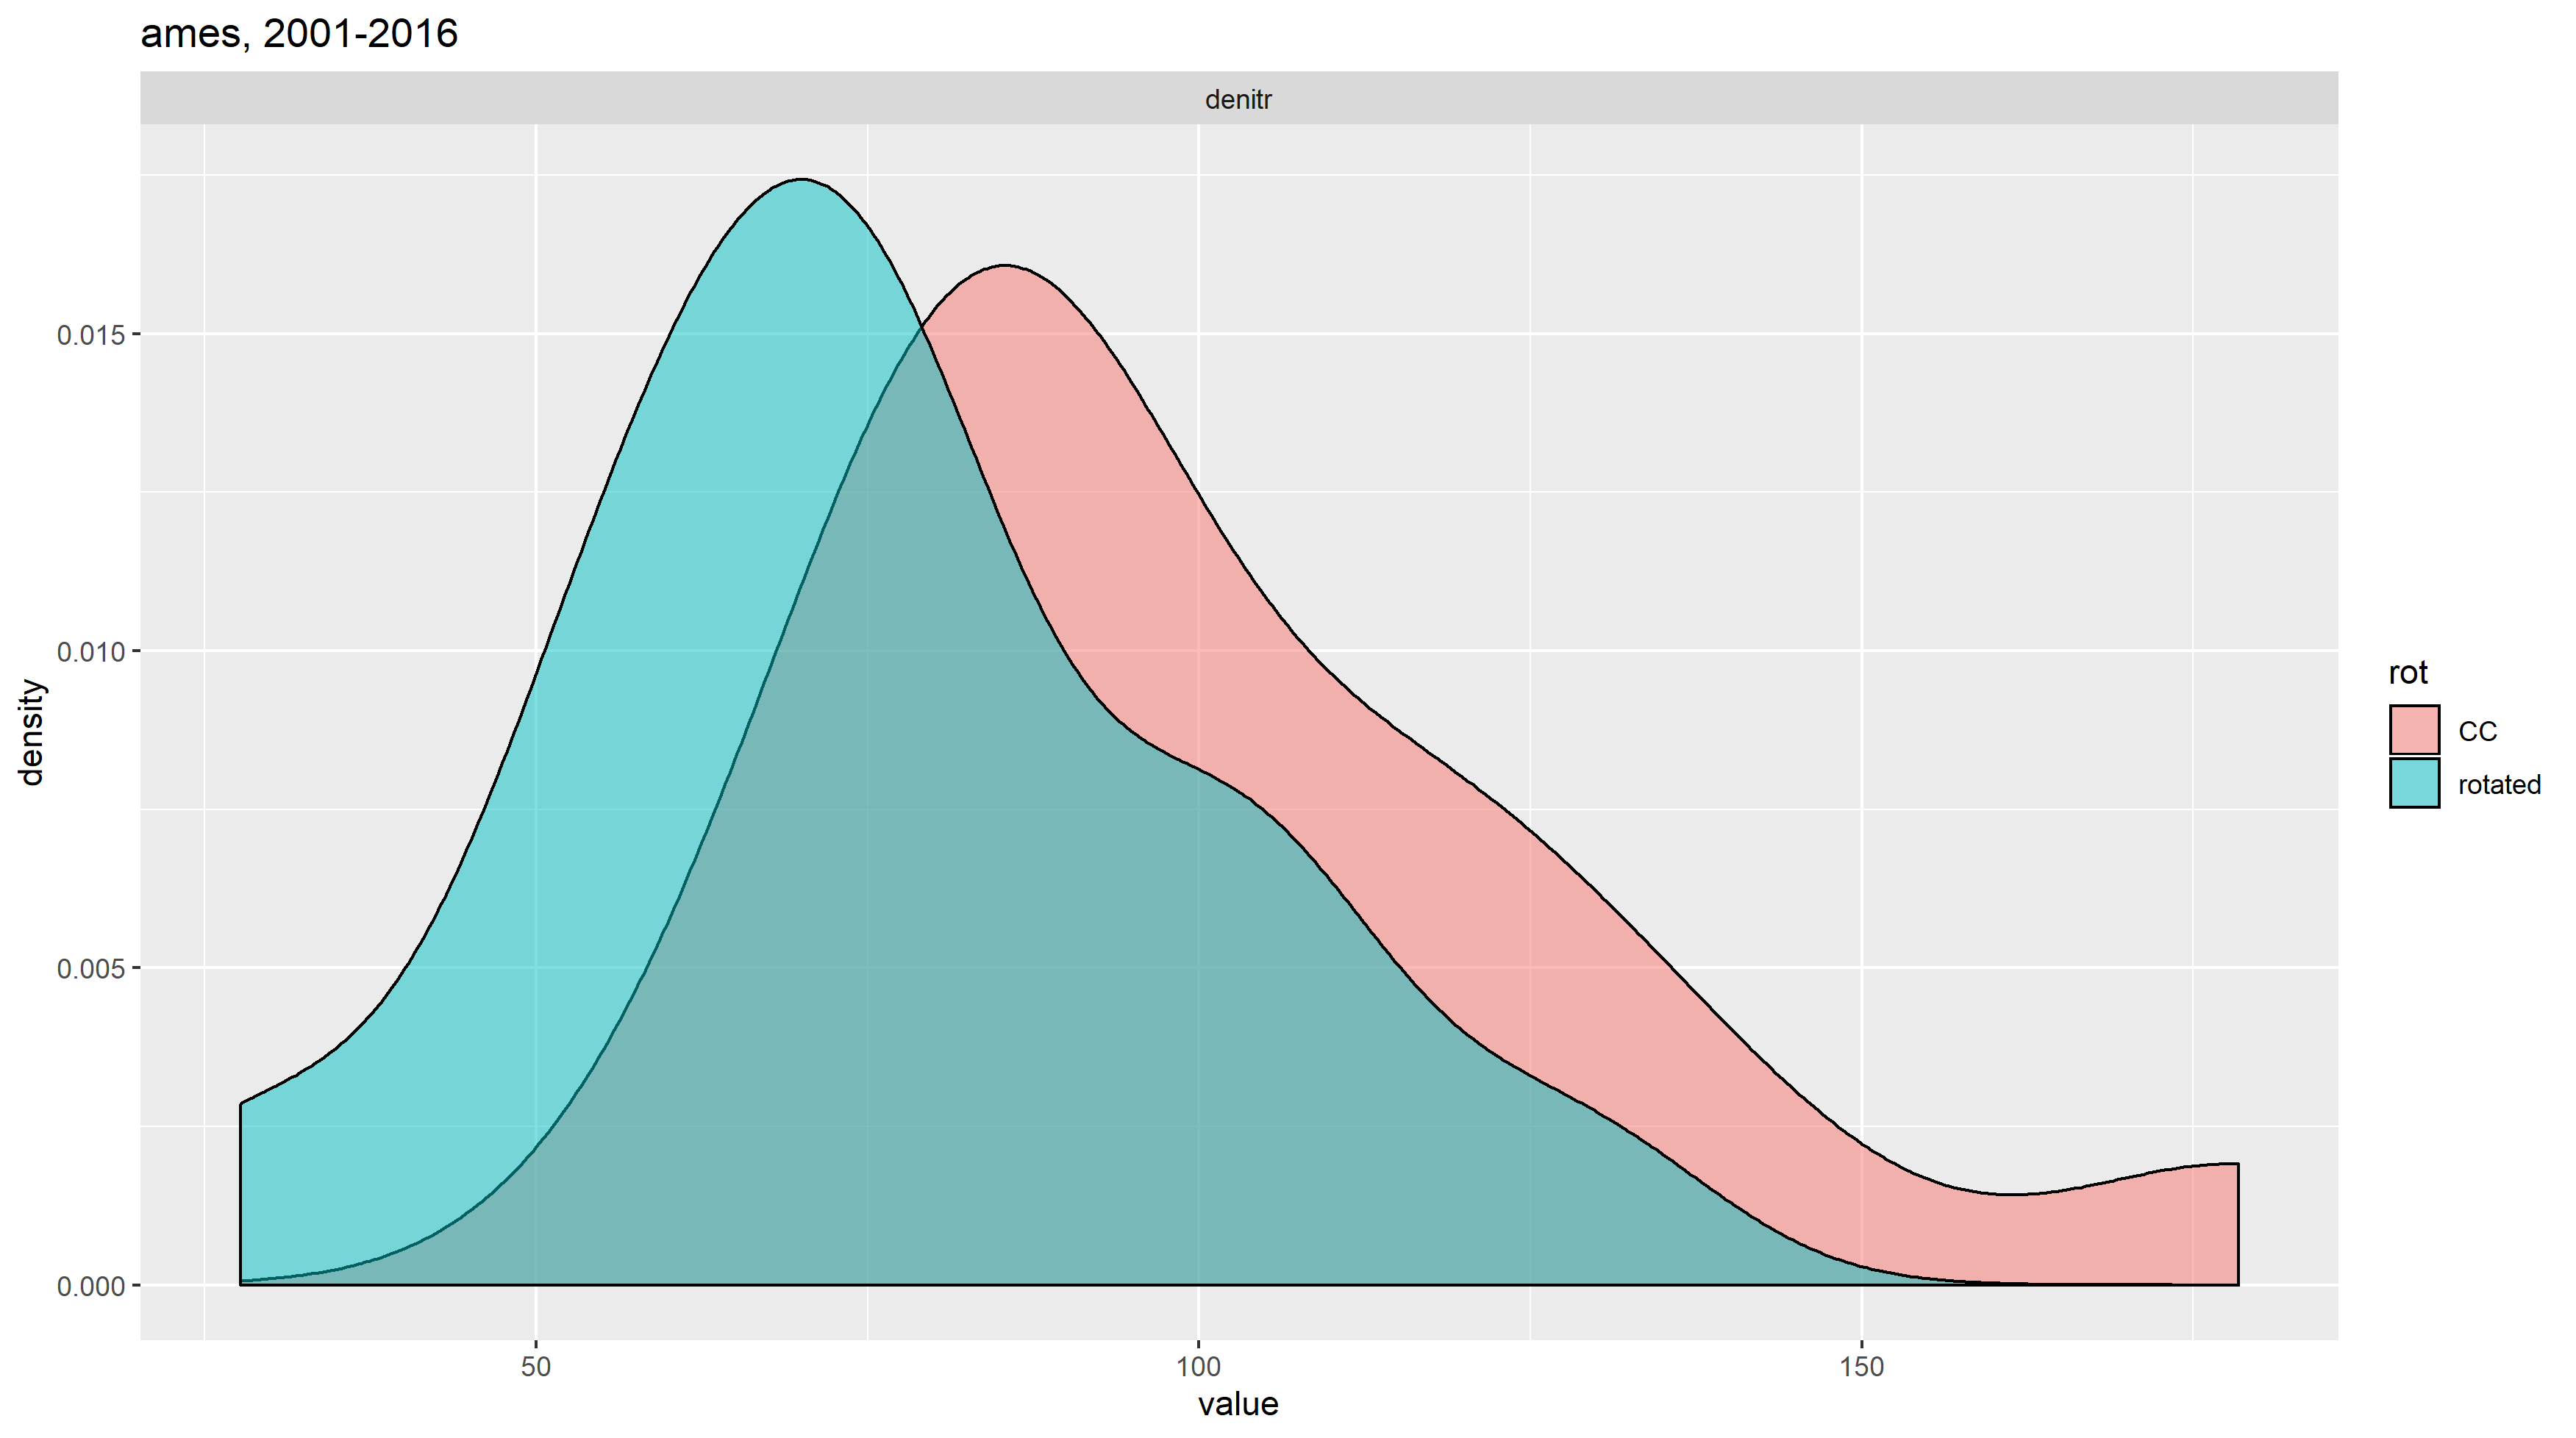 ames, 2001-2016
denitr
0.015
0.010
0.005
0.000
density
50
100
150
value
rot
CC
rotated